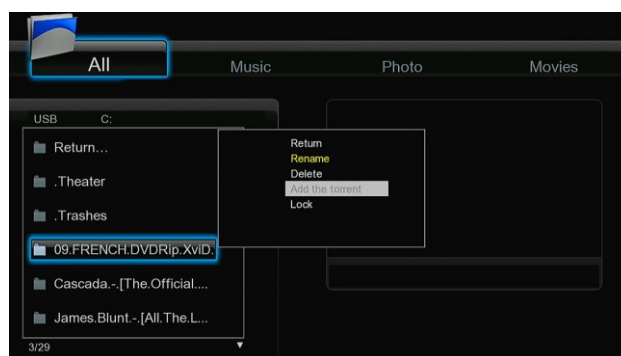 All
Music
Photo
Movies
USB C:
Return...
.Theater
.Trashes
09.FRENCH.DVDRip.XviD.
Cascada.-.[The.Official....
James.Blunt.-.[All.The.L...
3/29
Return
Rename
Delete
Add the torrent
Lock